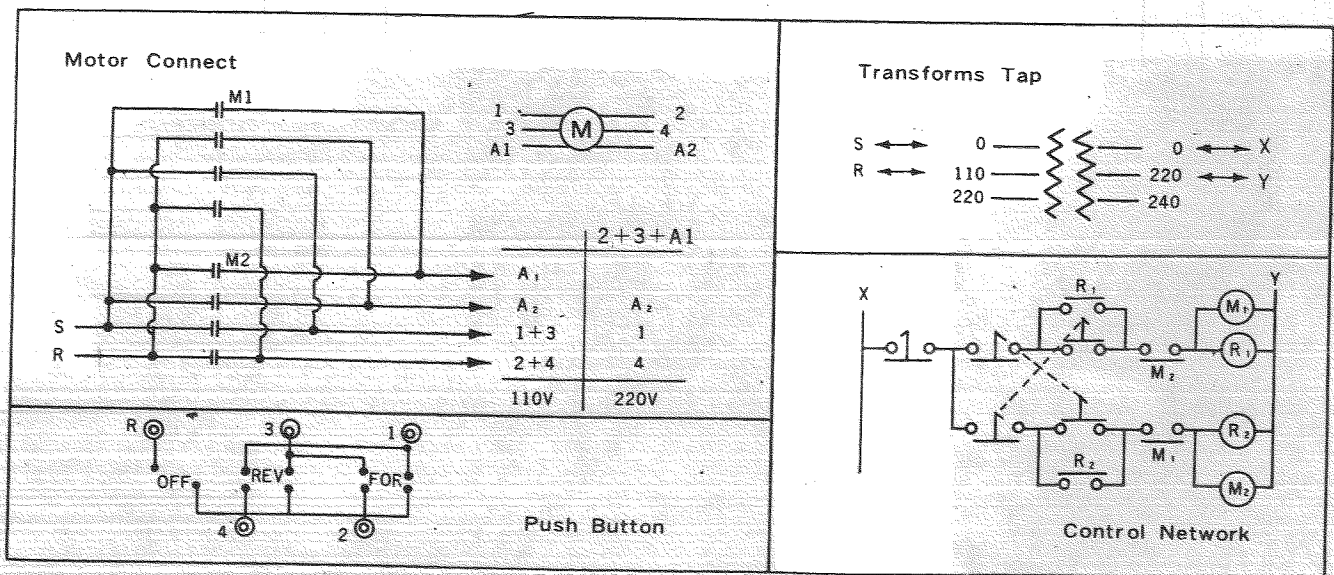 Motor Connect
M1
1 2
3 M 4
A1 A2
2+3+A1
M2
A₁
A₂ A₂
S 1+3 1
R 2+4 4
110V 220V
Transforms Tap
S 0 0 X
R 110 220 Y
220 240
R 3 1
OFF REV FOR
4 2
Push Button
X R₁ Y
M₁
R₁
M₂
R₂ M₁ R₂
M₂
Control Network